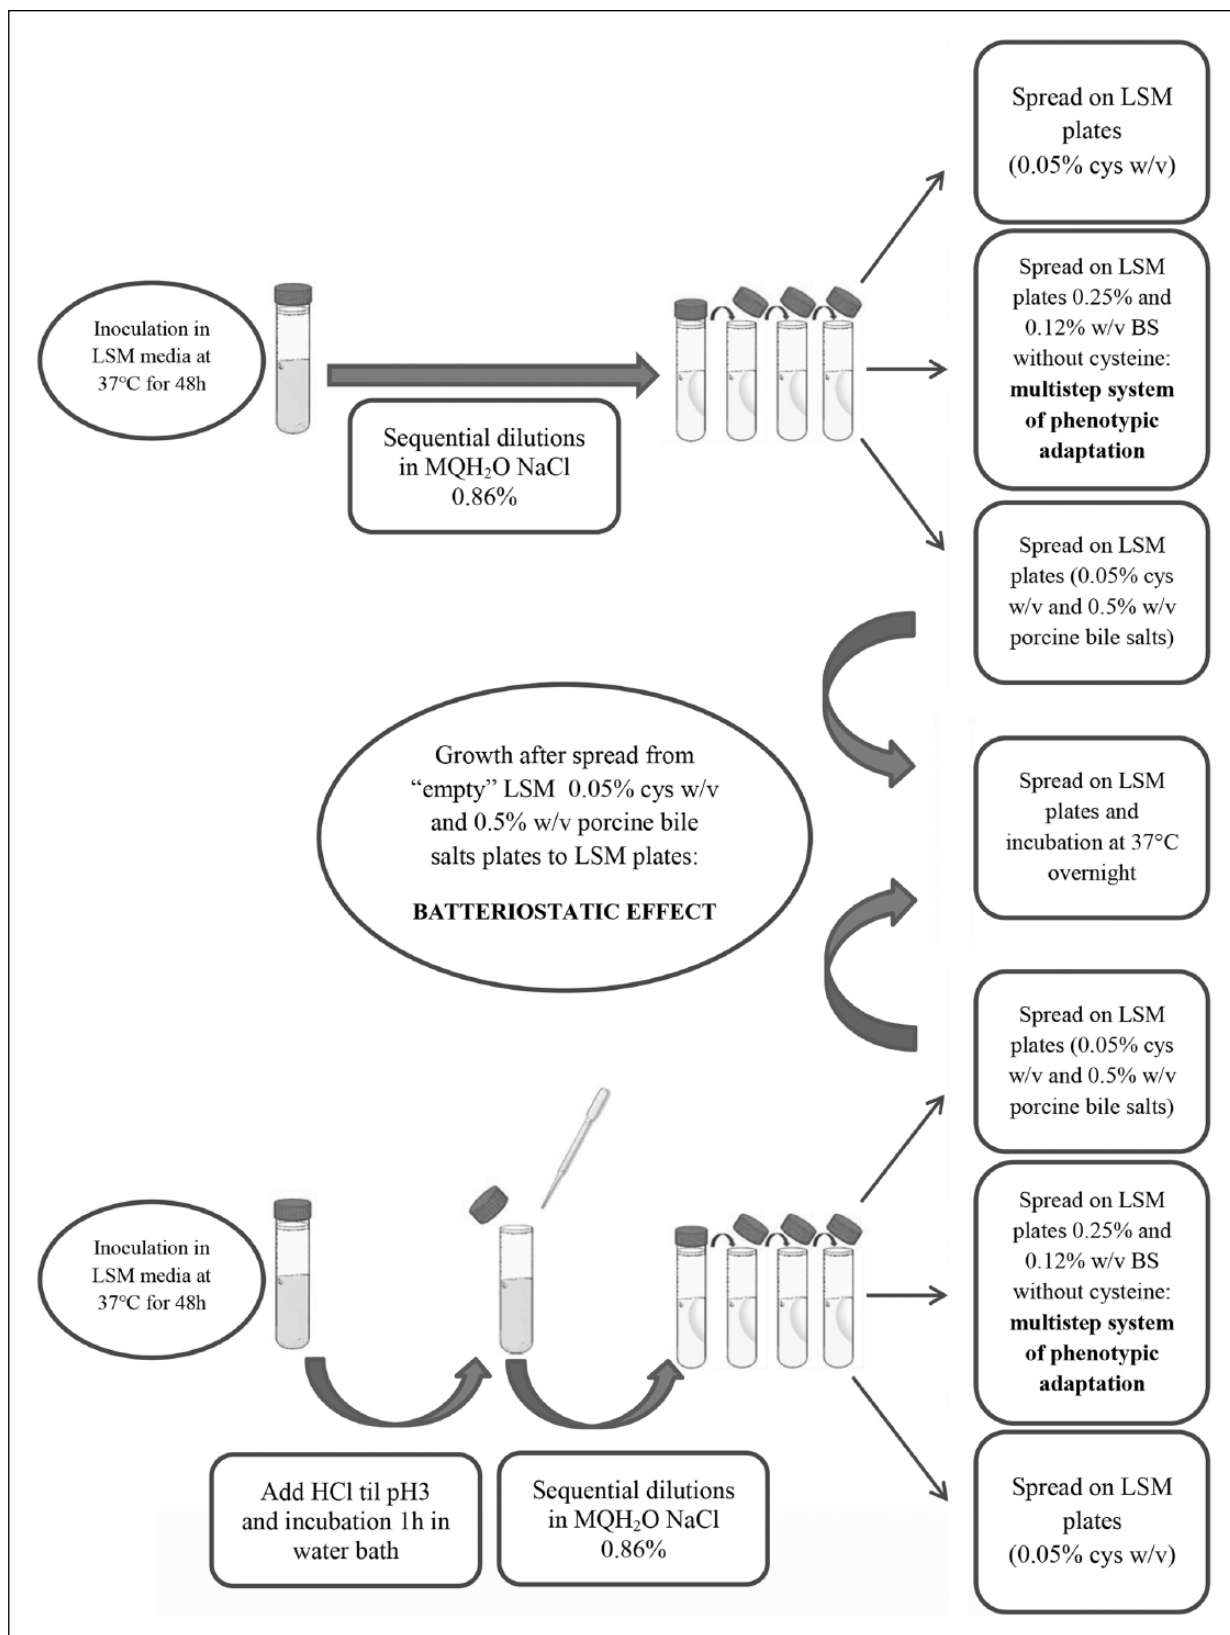 Spread on LSM
plates
(0.05% cys w/v)
Inoculation in
LSM media at
37°C for 48h
Sequential dilutions
in MQH₂O NaCl
0.86%
Spread on LSM
plates 0.25% and
0.12% w/v BS
without cysteine:
multistep system
of phenotypic
adaptation
Spread on LSM
plates (0.05% cys
w/v and 0.5% w/v
porcine bile salts)
Growth after spread from
“empty” LSM 0.05% cys w/v
and 0.5% w/v porcine bile
salts plates to LSM plates:
BATTERIOSTATIC EFFECT
Spread on LSM
plates and
incubation at 37°C
overnight
Spread on LSM
plates (0.05% cys
w/v and 0.5% w/v
porcine bile salts)
Inoculation in
LSM media at
37°C for 48h
Spread on LSM
plates 0.25% and
0.12% w/v BS
without cysteine:
multistep system
of phenotypic
adaptation
Add HCl til pH3
and incubation 1h in
water bath
Sequential dilutions
in MQH₂O NaCl
0.86%
Spread on LSM
plates
(0.05% cys w/v)